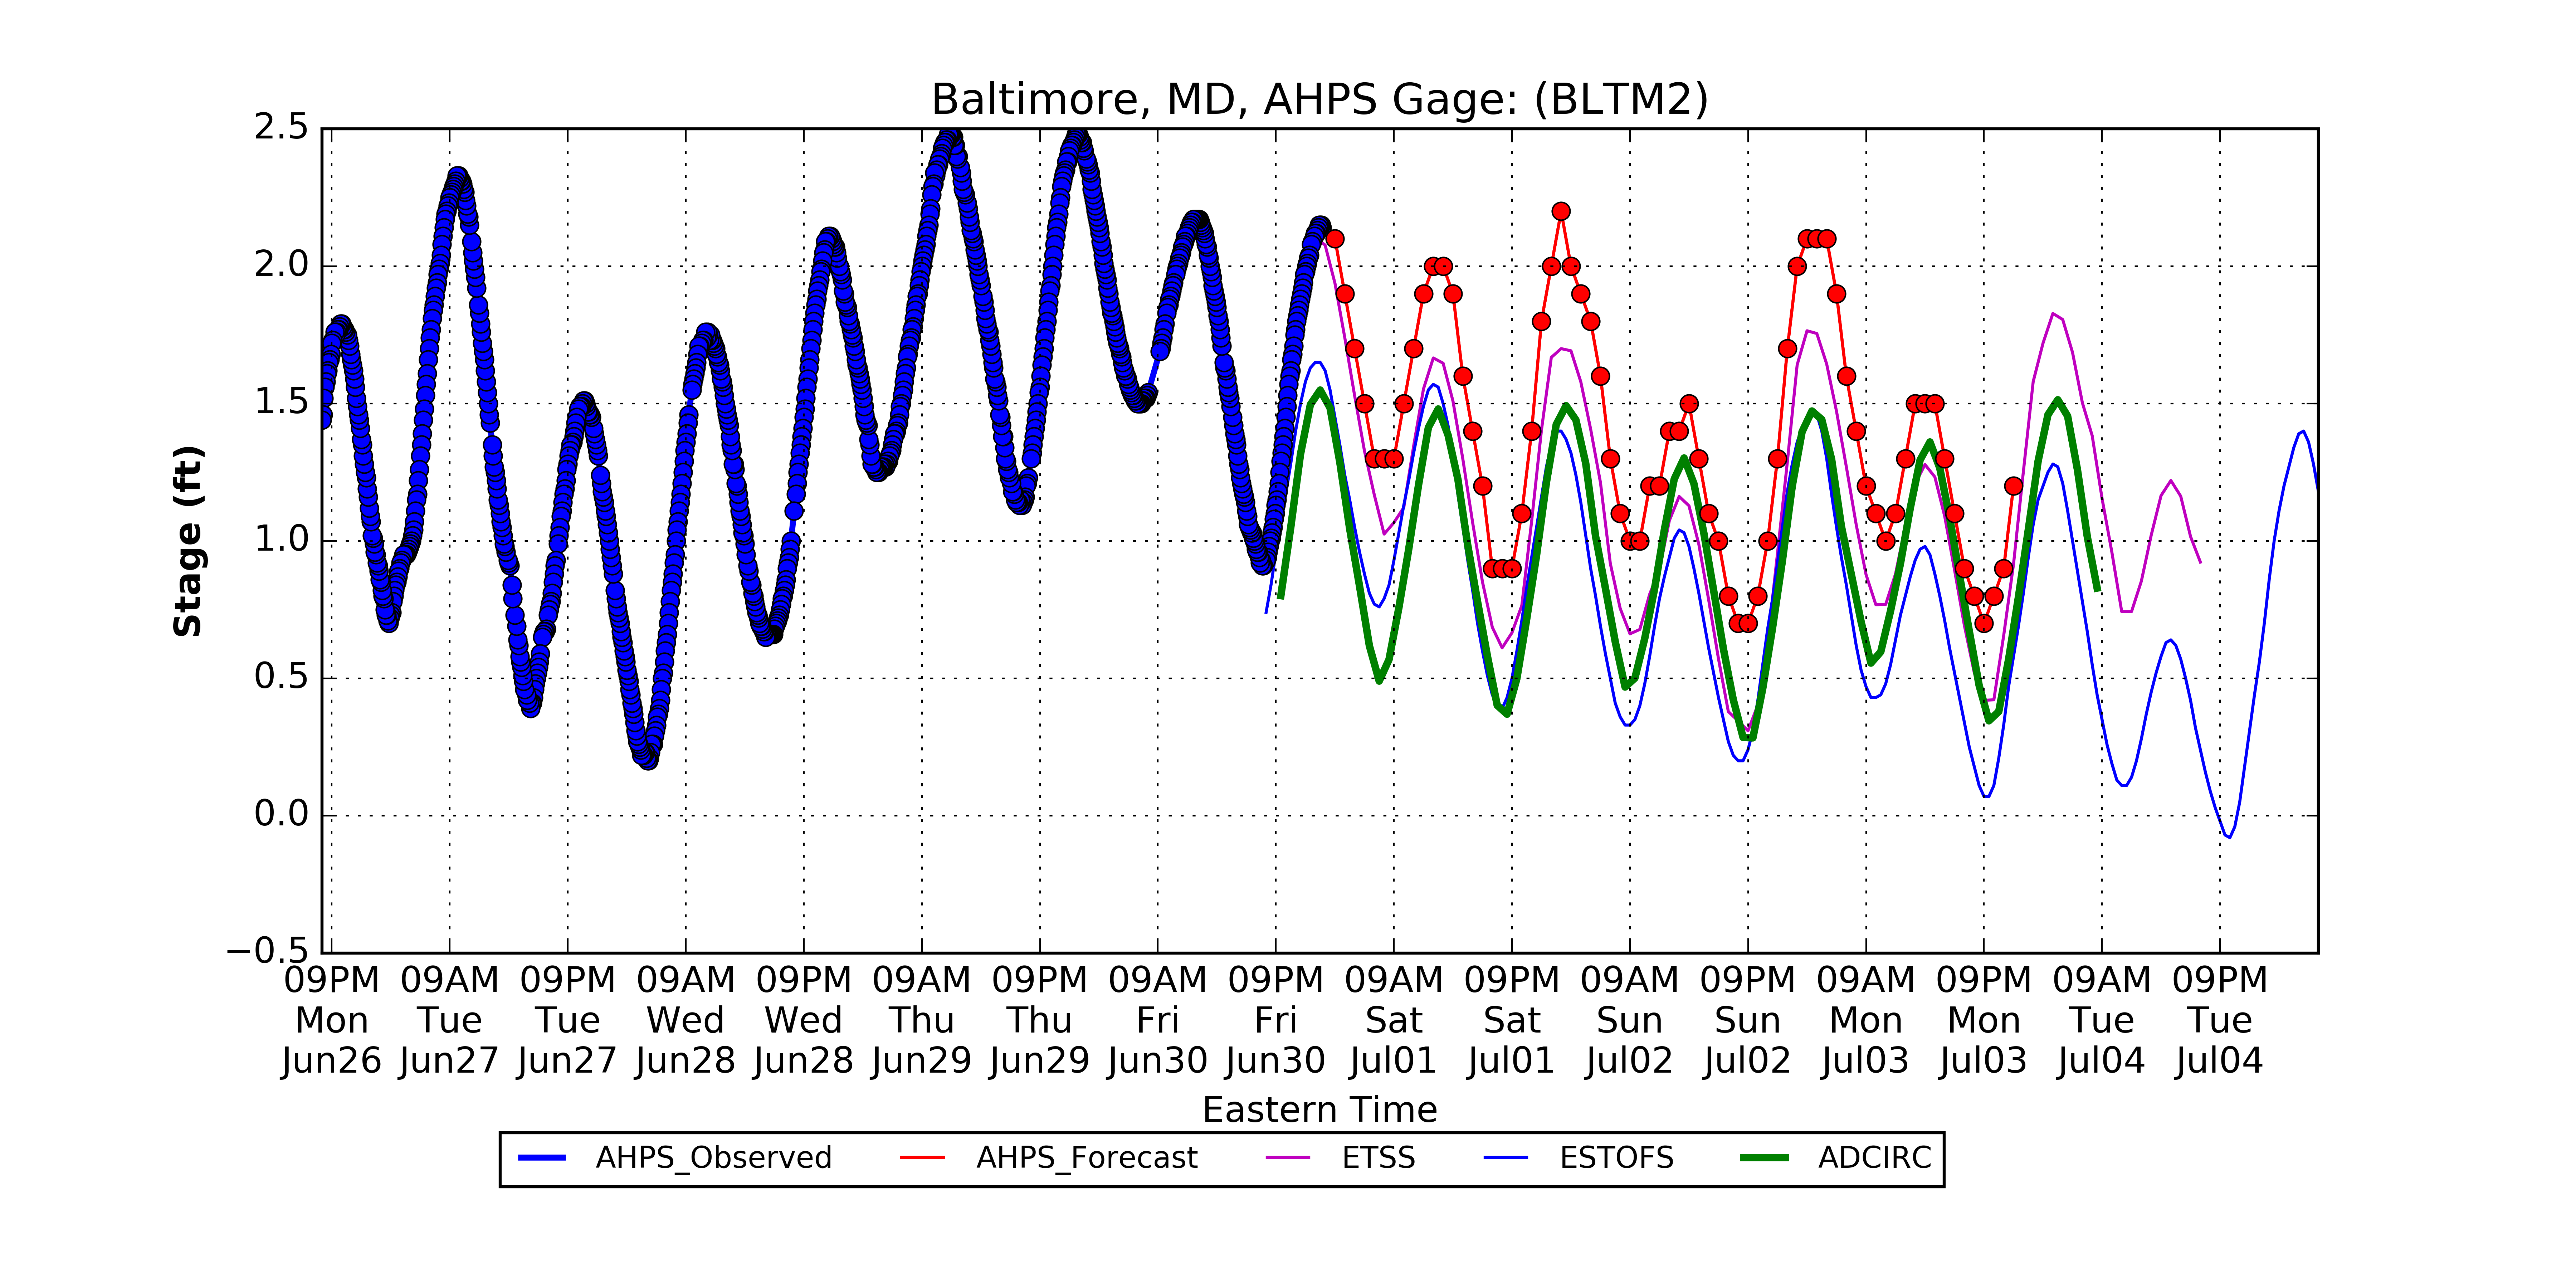 Baltimore, MD, AHPS Gage: (BLTM2)
2.5
2.0
1.5
1.0
0.5
0.0
−0.5
Stage (ft)
09PM 09AM 09PM 09AM 09PM 09AM 09PM 09AM 09PM 09AM 09PM 09AM 09PM 09AM 09PM 09AM 09PM
Mon Tue Tue Wed Wed Thu Thu Fri Fri Sat Sat Sun Sun Mon Mon Tue Tue
Jun26 Jun27 Jun27 Jun28 Jun28 Jun29 Jun29 Jun30 Jun30 Jul01 Jul01 Jul02 Jul02 Jul03 Jul03 Jul04 Jul04
Eastern Time
AHPS_Observed AHPS_Forecast ETSS ESTOFS ADCIRC